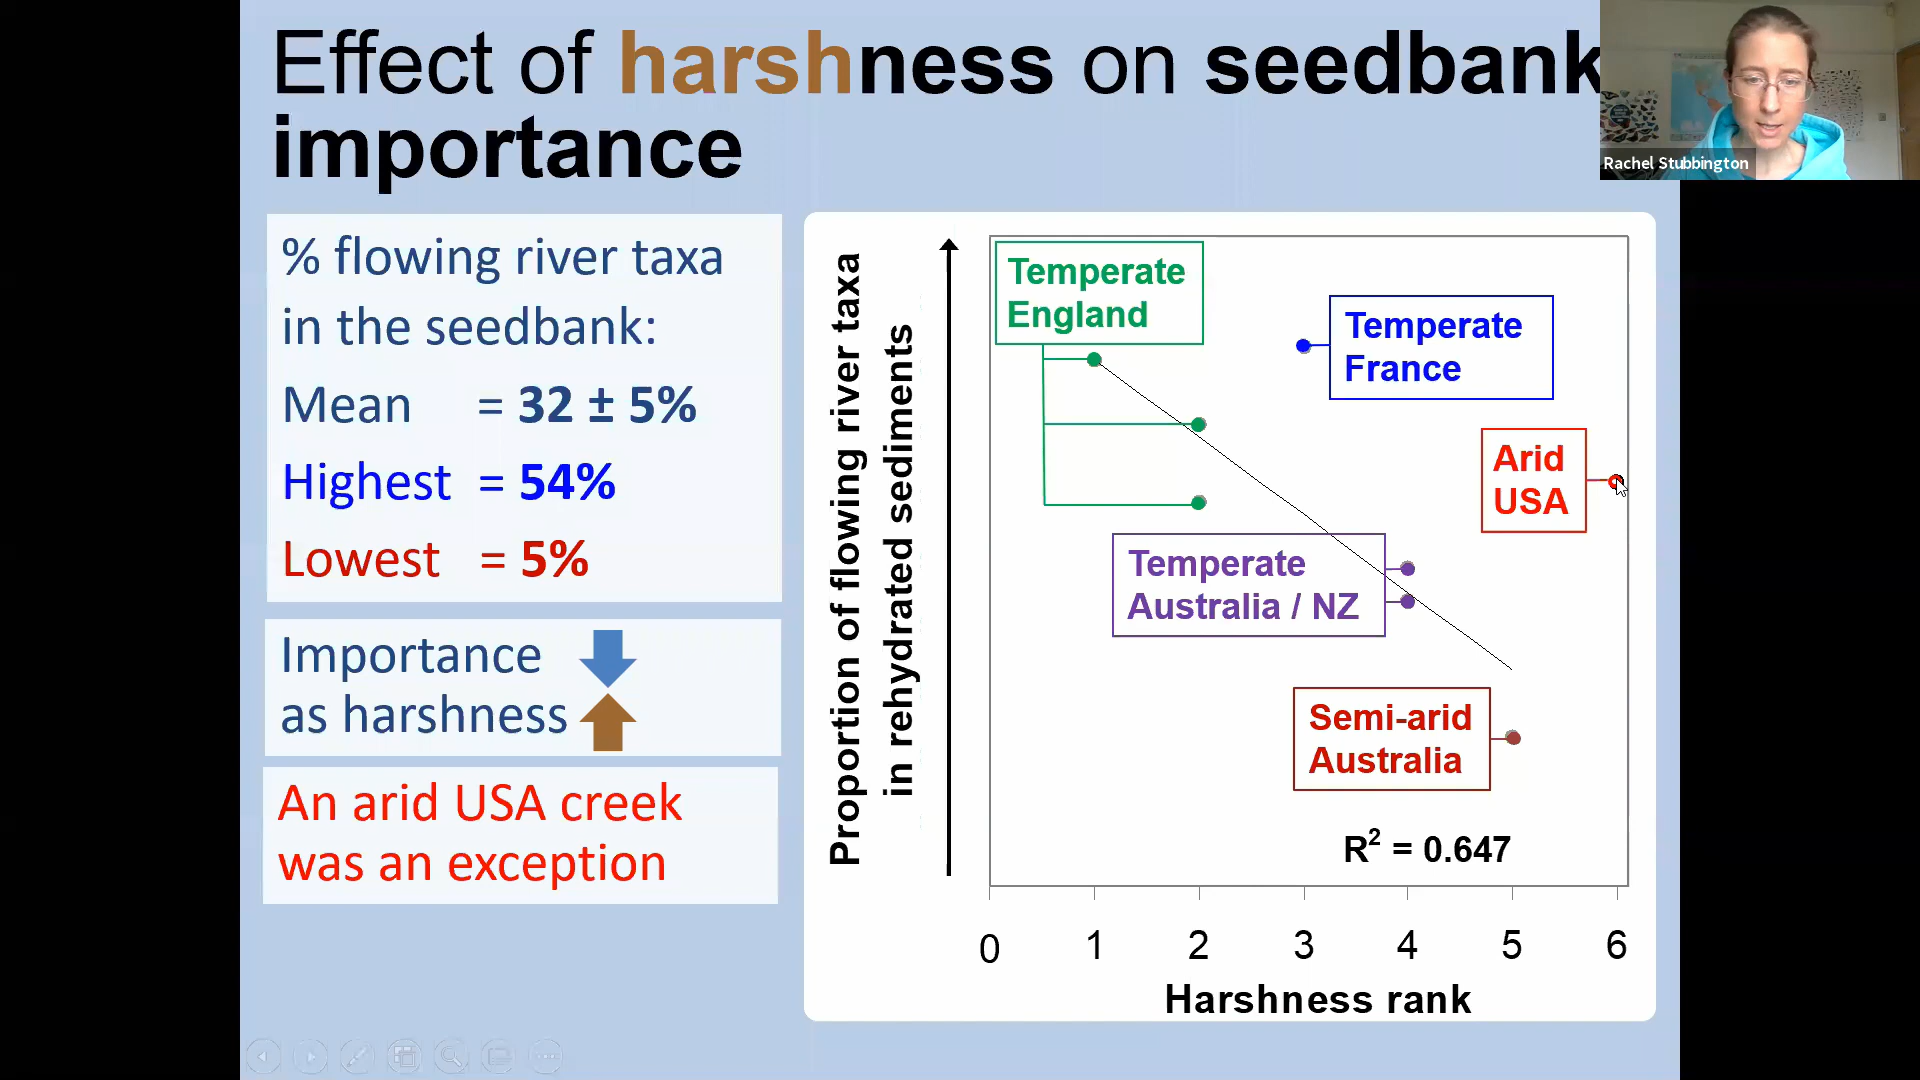 Effect of harshness on seedbank
importance
Rachel Stubbington
% flowing river taxa
in the seedbank:
Mean = 32 ± 5%
Highest = 54%
Lowest = 5%
Importance
as harshness
An arid USA creek
was an exception
Proportion of flowing river taxa
in rehydrated sediments
Temperate
England
Temperate
France
Arid
USA
Temperate
Australia / NZ
Semi-arid
Australia
R² = 0.647
0 1 2 3 4 5 6
Harshness rank